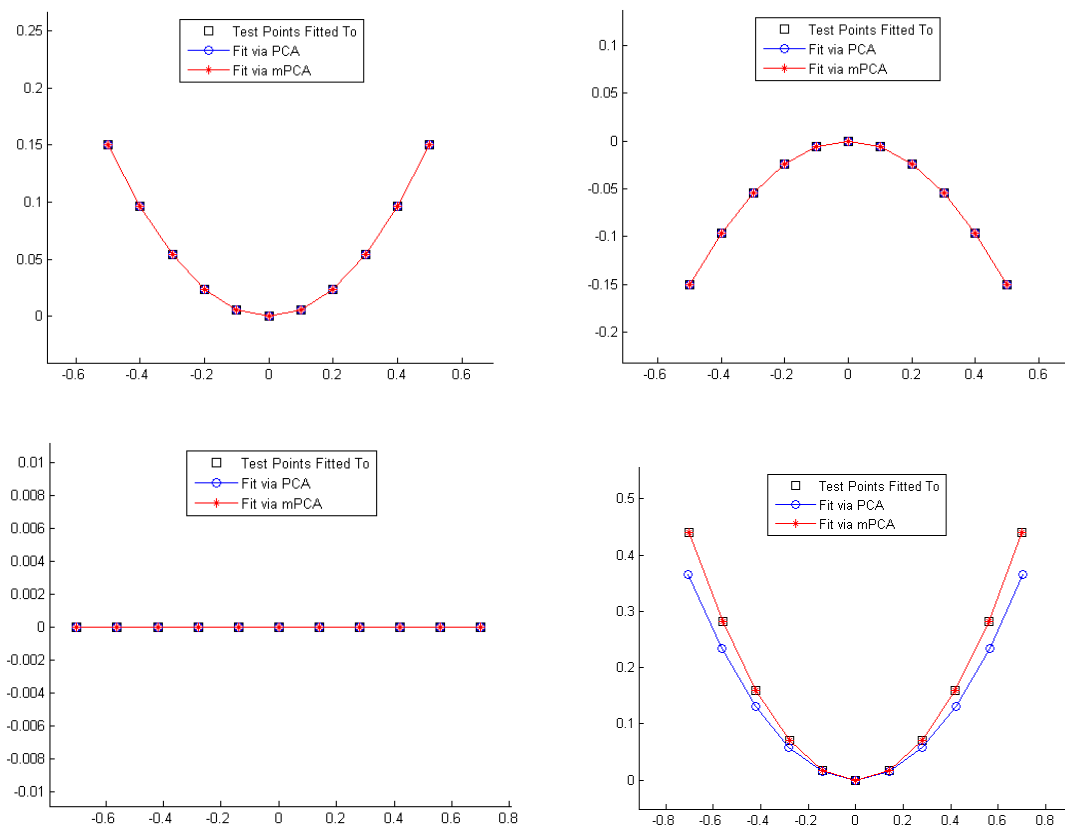 0.25
0.2
0.15
0.1
0.05
0
-0.6 -0.4 -0.2 0 0.2 0.4 0.6
Test Points Fitted To
Fit via PCA
Fit via mPCA
0.1
0.05
0
-0.05
-0.1
-0.15
-0.2
-0.6 -0.4 -0.2 0 0.2 0.4 0.6
Test Points Fitted To
Fit via PCA
Fit via mPCA
0.01
0.008
0.006
0.004
0.002
0
-0.002
-0.004
-0.006
-0.008
-0.01
-0.6 -0.4 -0.2 0 0.2 0.4 0.6 0.8
Test Points Fitted To
Fit via PCA
Fit via mPCA
0.5
0.4
0.3
0.2
0.1
0
-0.8 -0.6 -0.4 -0.2 0 0.2 0.4 0.6 0.8
Test Points Fitted To
Fit via PCA
Fit via mPCA